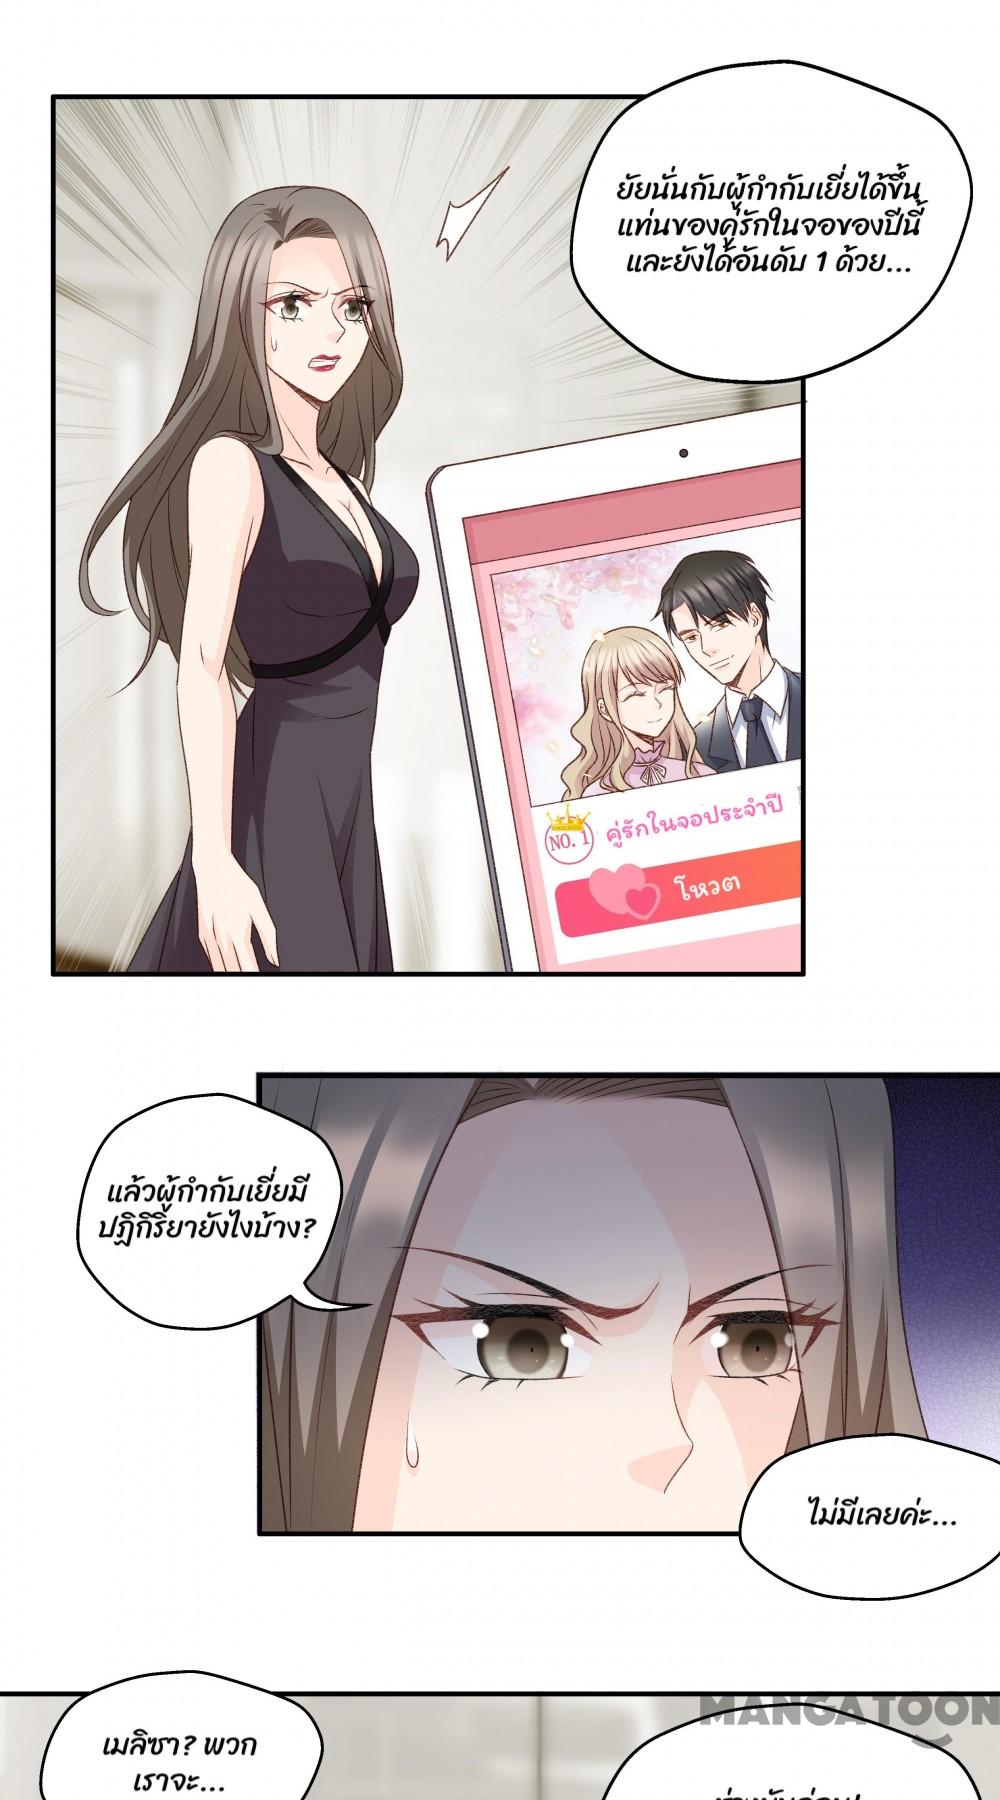 ยัยนั่นกับผู้กำกับเยี่ยได้ขึ้น
แท่นของคู่รักในจอของปีนี้
และยังได้อันดับ 1 ด้วย...
NO. 1
คู่รักในจอประจำปี
โหวต
แล้วผู้กำกับเยี่ยมี
ปฏิกิริยายังไงบ้าง?
ไม่มีเลยค่ะ...
MANGATOON
เมลิซา? พวก
เราจะ...